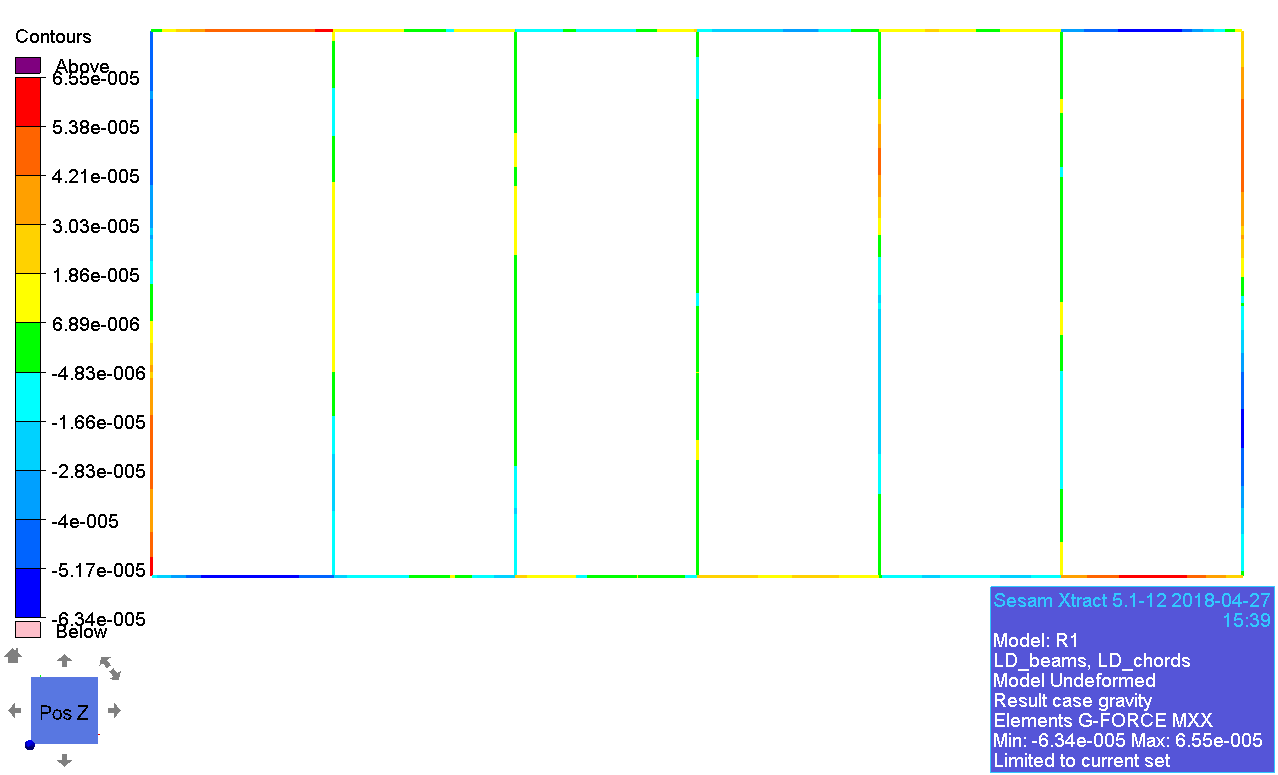 Contours
Above
6.55e-005
5.38e-005
4.21e-005
3.03e-005
1.86e-005
6.89e-006
-4.83e-006
-1.66e-005
-2.83e-005
-4e-005
-5.17e-005
-6.34e-005
Below
Pos Z
Sesam Xtract 5.1-12 2018-04-27
15:39
Model: R1
LD_beams, LD_chords
Model Undeformed
Result case gravity
Elements G-FORCE MXX
Min: -6.34e-005 Max: 6.55e-005
Limited to current set